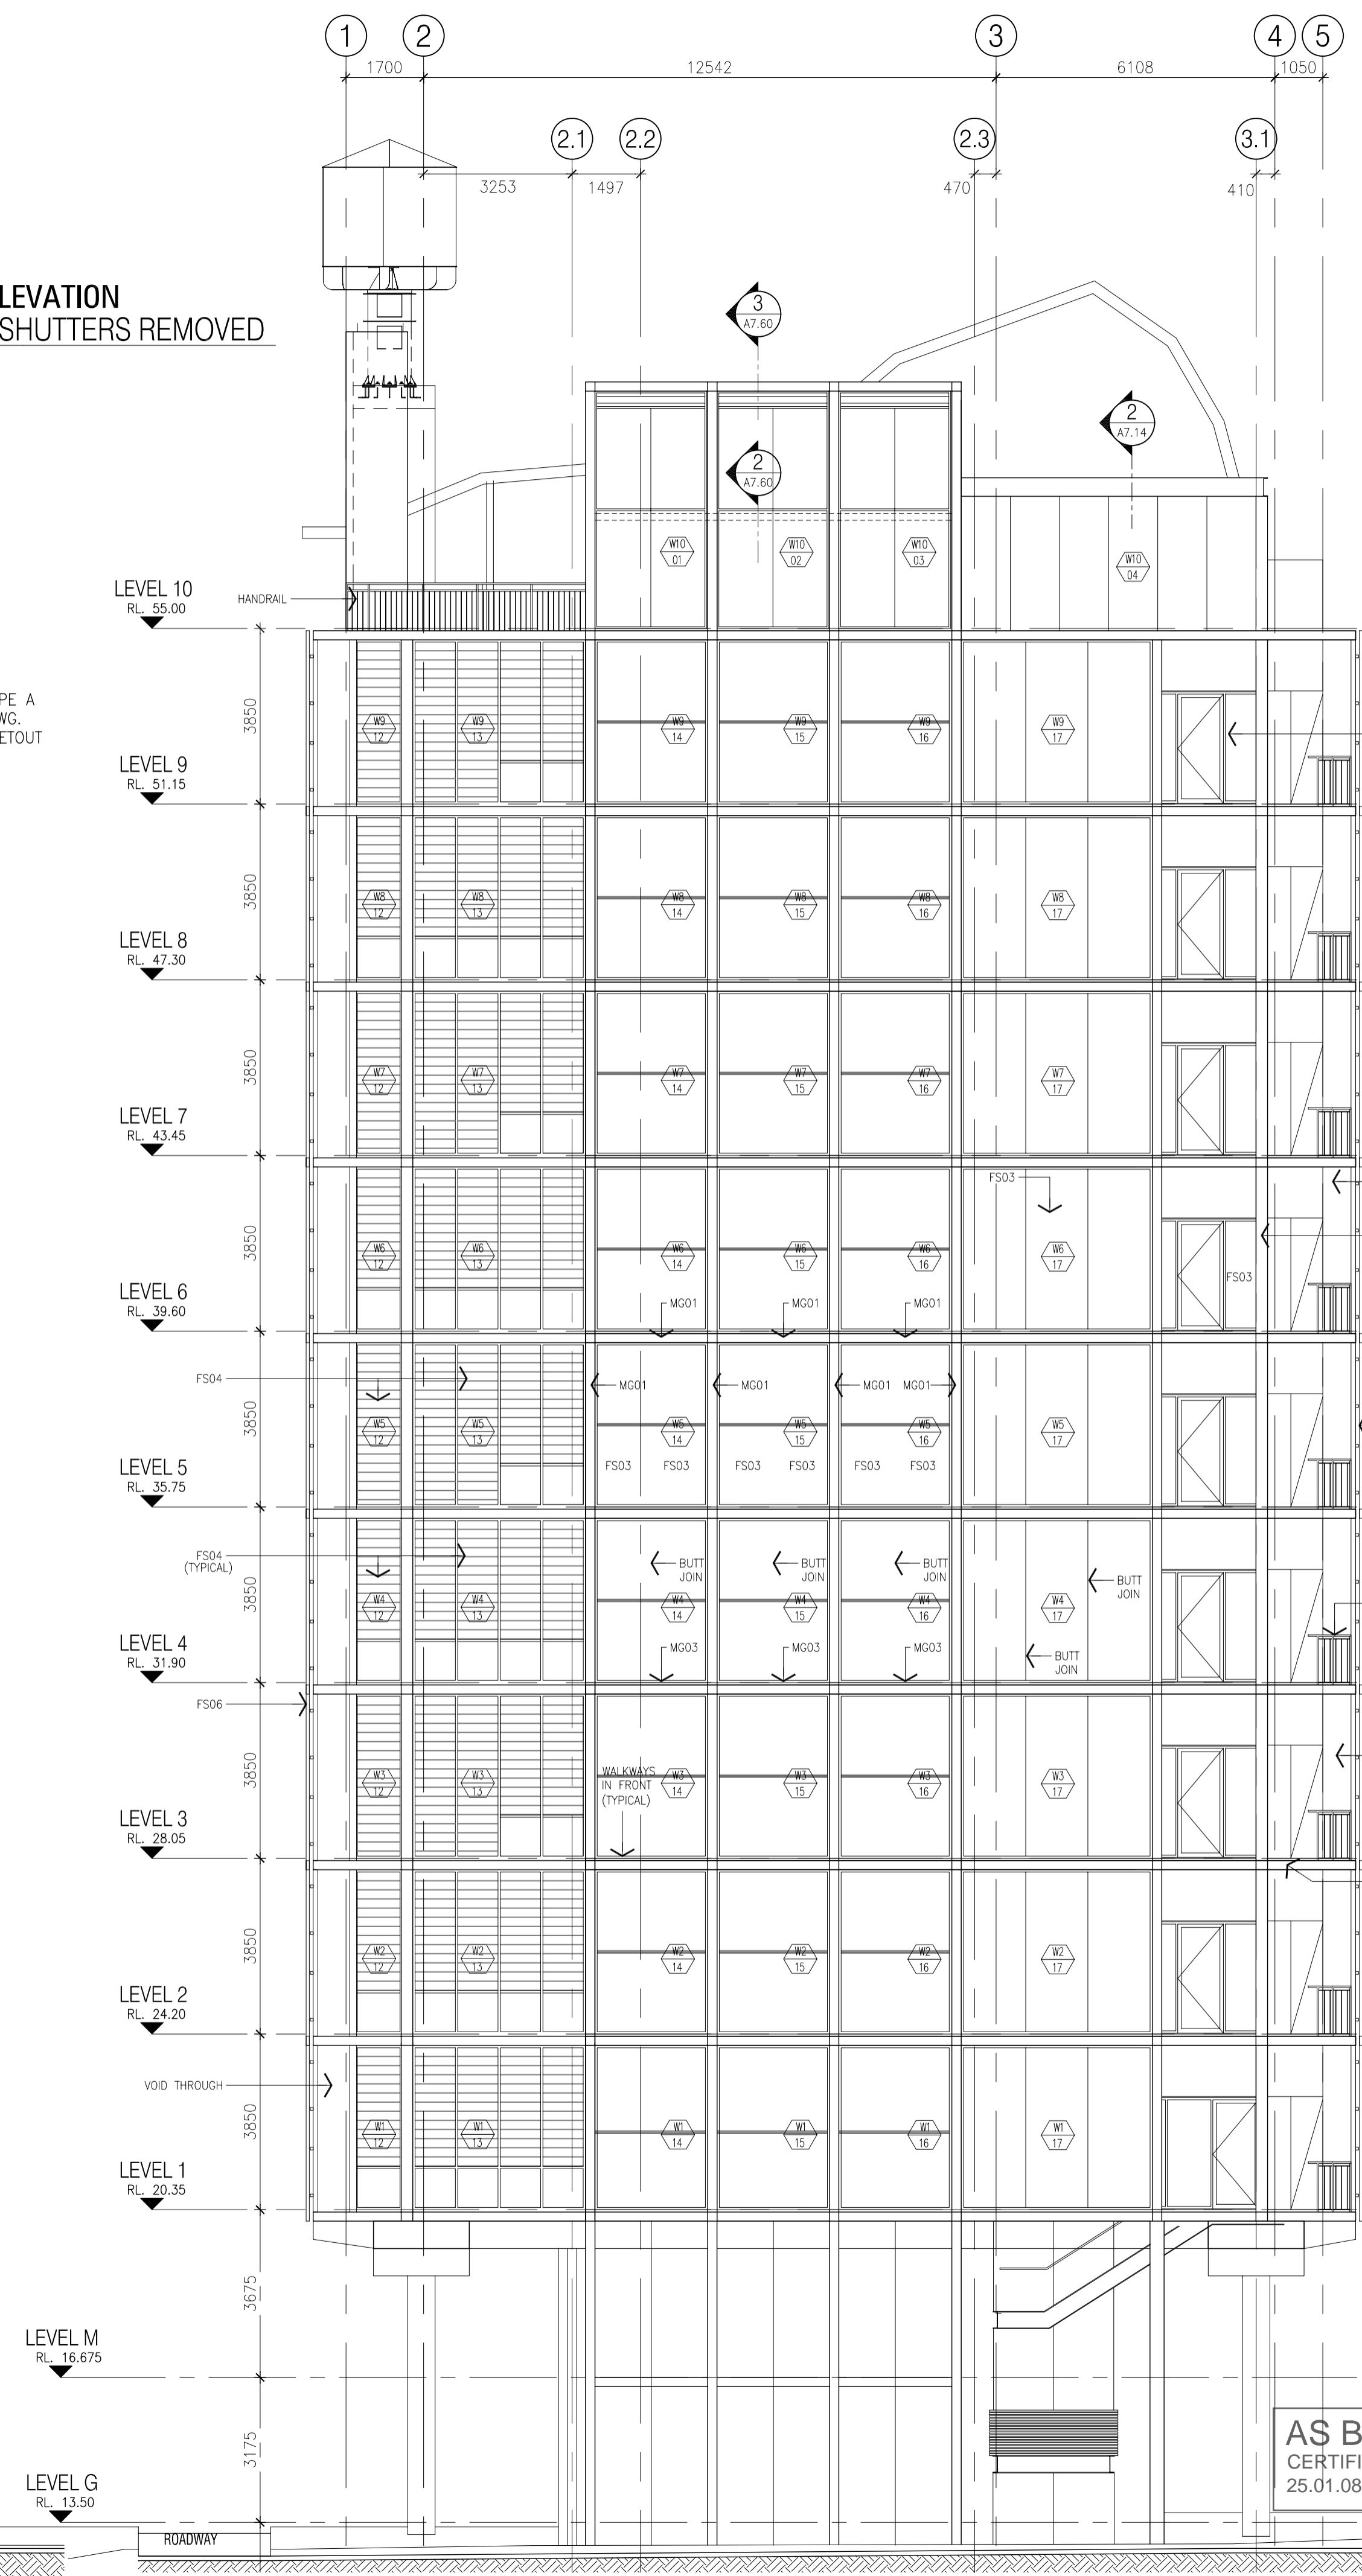 1
2
3
4
5
1700
12542
6108
1050
2.1
2.2
2.3
3.1
3253
1497
470
410
LEVATION
SHUTTERS REMOVED
3
A7.60
2
A7.14
2
A7.60
W10
01
W10
02
W10
03
W10
04
LEVEL 10
RL. 55.00
HANDRAIL
PE A
WG.
ETOUT
3850
W9
12
W9
13
W9
14
W9
15
W9
16
W9
17
LEVEL 9
RL. 51.15
3850
W8
12
W8
13
W8
14
W8
15
W8
16
W8
17
LEVEL 8
RL. 47.30
3850
W7
12
W7
13
W7
14
W7
15
W7
16
W7
17
LEVEL 7
RL. 43.45
FS03
3850
W6
12
W6
13
W6
14
W6
15
W6
16
W6
17
FS03
LEVEL 6
RL. 39.60
MG01
MG01
MG01
FS04
MG01
MG01
MG01
MG01
3850
W5
12
W5
13
W5
14
W5
15
W5
16
W5
17
FS03
FS03
FS03
FS03
FS03
FS03
LEVEL 5
RL. 35.75
FS04
(TYPICAL)
BUTT
JOIN
BUTT
JOIN
BUTT
JOIN
BUTT
JOIN
3850
W4
12
W4
13
W4
14
W4
15
W4
16
W4
17
LEVEL 4
RL. 31.90
MG03
MG03
MG03
BUTT
JOIN
FS06
WALKWAYS
IN FRONT
(TYPICAL)
3850
W3
12
W3
13
W3
14
W3
15
W3
16
W3
17
LEVEL 3
RL. 28.05
3850
W2
12
W2
13
W2
14
W2
15
W2
16
W2
17
LEVEL 2
RL. 24.20
VOID THROUGH
3850
W1
12
W1
13
W1
14
W1
15
W1
16
W1
17
LEVEL 1
RL. 20.35
3675
LEVEL M
RL. 16.675
3175
AS B
CERTIFI
25.01.08
LEVEL G
RL. 13.50
ROADWAY